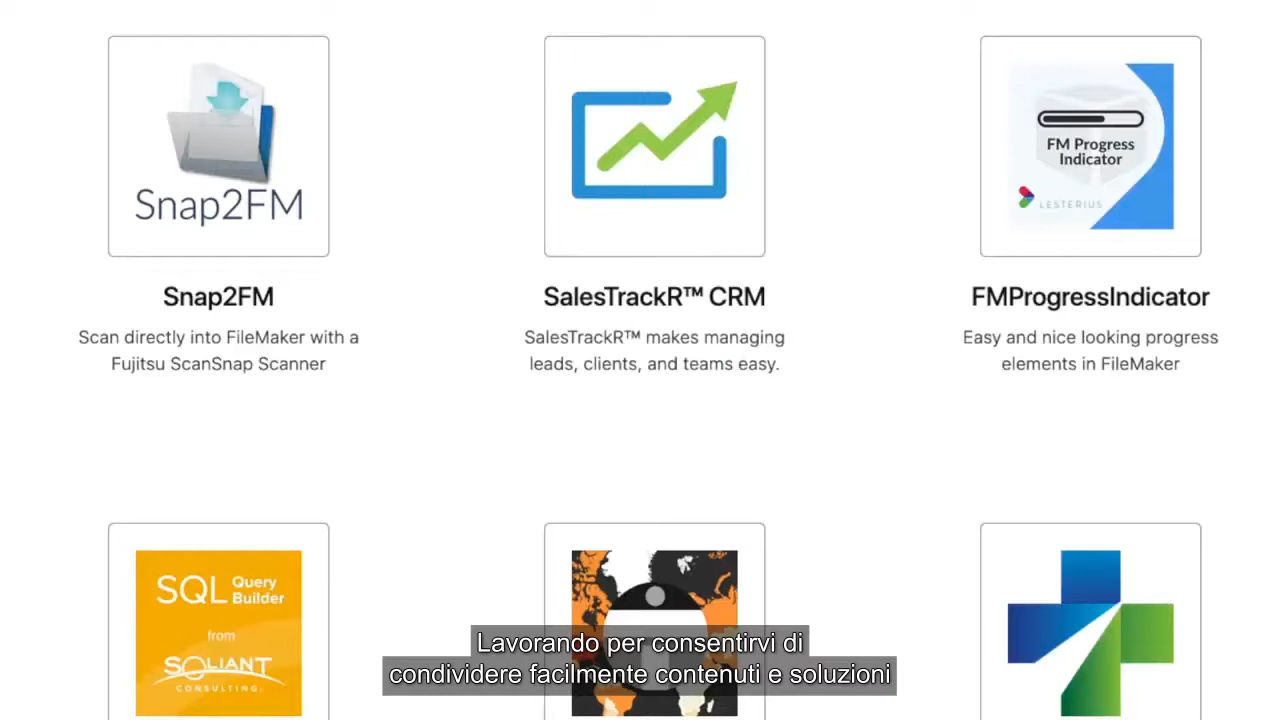 Snap2FM
FM Progress
Indicator
LESTERIUS
Snap2FM
SalesTrackR™ CRM
FMProgressIndicator
Scan directly into FileMaker with a
Fujitsu ScanSnap Scanner
SalesTrackR™ makes managing
leads, clients, and teams easy.
Easy and nice looking progress
elements in FileMaker
SQL Query
Builder
from
SOLIANT
CONSULTING.
Lavorando per consentirvi di
condividere facilmente contenuti e soluzioni